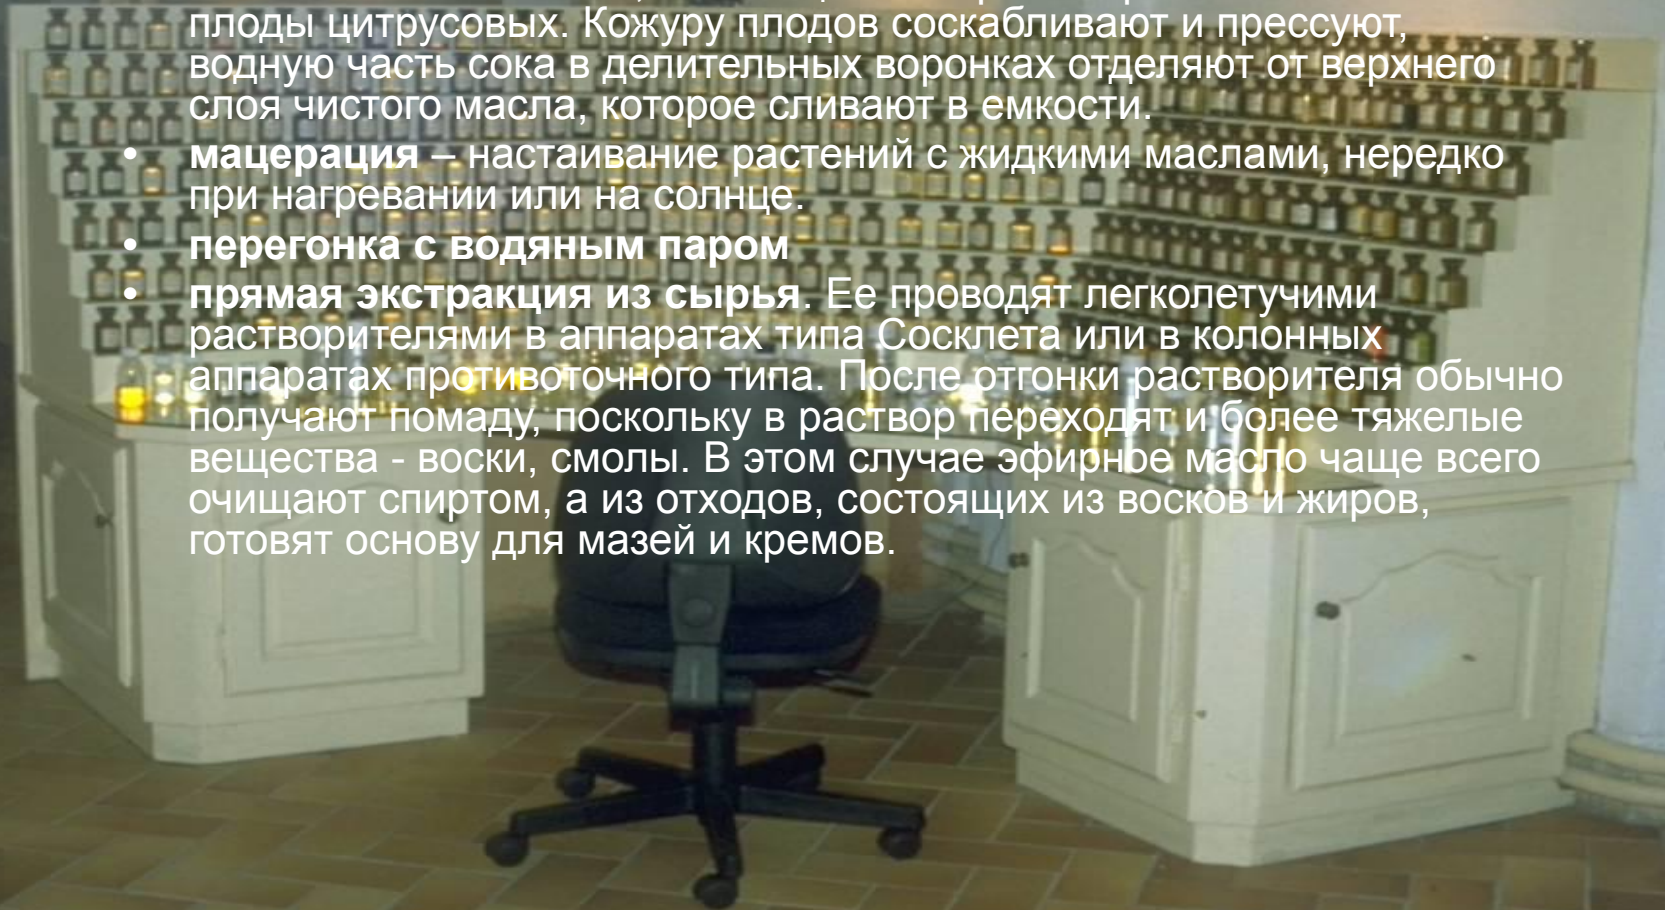 плоды цитрусовых. Кожуру плодов соскабливают и прессуют,
водную часть сока в делительных воронках отделяют от верхнего
слоя чистого масла, которое сливают в емкости.
• мацерация – настаивание растений с жидкими маслами, нередко
при нагревании или на солнце.
• перегонка с водяным паром
• прямая экстракция из сырья. Ее проводят легколетучими
растворителями в аппаратах типа Сосклета или в колонных
аппаратах противоточного типа. После отгонки растворителя обычно
получают помаду, поскольку в раствор переходят и более тяжелые
вещества - воски, смолы. В этом случае эфирное масло чаще всего
очищают спиртом, а из отходов, состоящих из восков и жиров,
готовят основу для мазей и кремов.